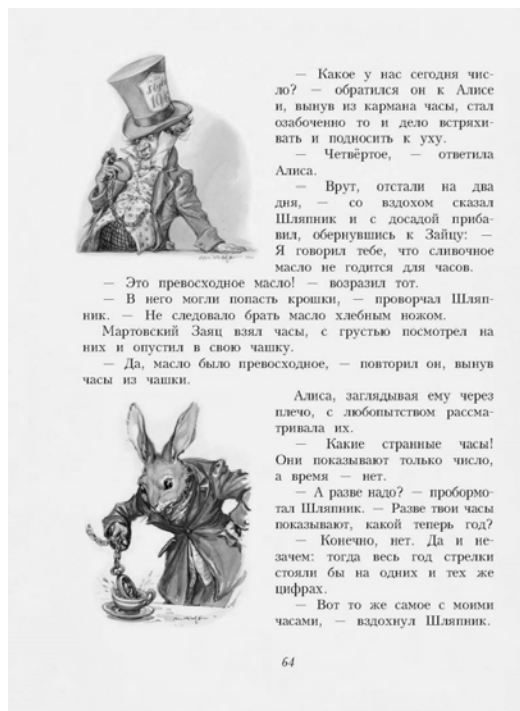 — Какое у нас сегодня чис-
ло? — обратился он к Алисе
и, вынув из кармана часы, стал
озабоченно то и дело встряхи-
вать и подносить к уху.
— Четвёртое, — ответила
Алиса.
— Врут, отстали на два
дня, — со вздохом сказал
Шляпник и с досадой приба-
вил, обернувшись к Зайцу: —
Я говорил тебе, что сливочное
масло не годится для часов.
— Это превосходное масло! — возразил тот.
— В него могли попасть крошки, — проворчал Шляп-
ник. — Не следовало брать масло хлебным ножом.
Мартовский Заяц взял часы, с грустью посмотрел на
них и опустил в свою чашку.
— Да, масло было превосходное, — повторил он, вынув
часы из чашки.
Алиса, заглядывая ему через
плечо, с любопытством рассма-
тривала их.
— Какие странные часы!
Они показывают только число,
а время — нет.
— А разве надо? — пробормо-
тал Шляпник. — Разве твои часы
показывают, какой теперь год?
— Конечно, нет. Да и не-
зачем: тогда весь год стрелки
стояли бы на одних и тех же
цифрах.
— Вот то же самое с моими
часами, — вздохнул Шляпник.
64